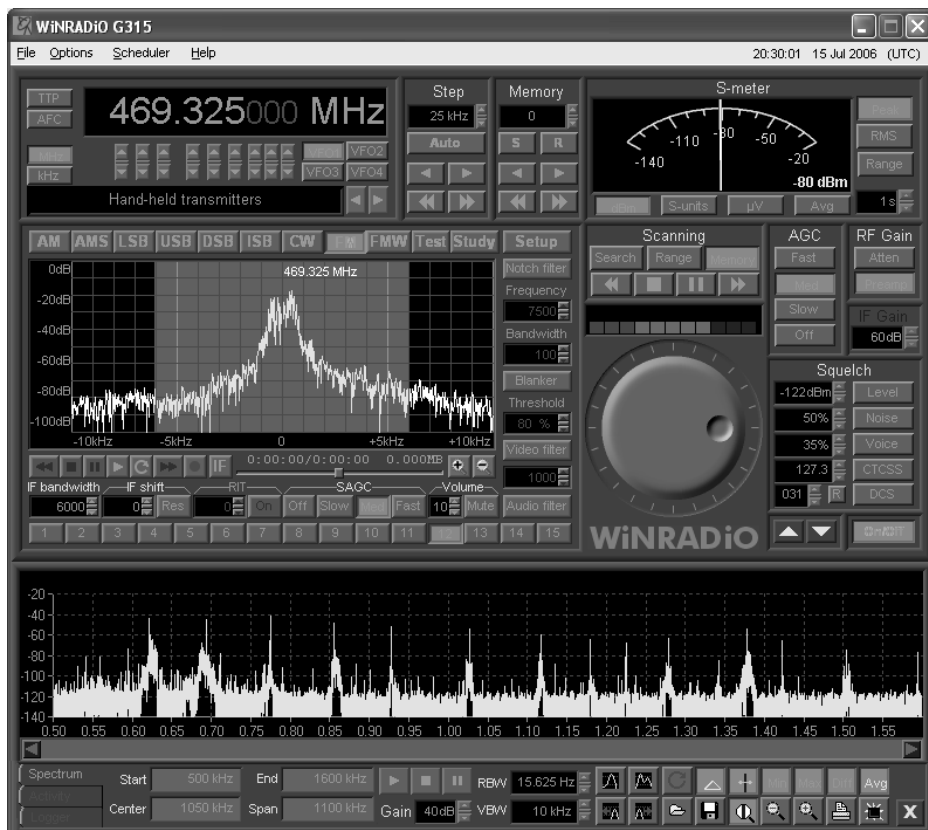 WiNRADiO G315
File Options Scheduler Help 20:30:01 15 Jul 2006 (UTC)
TTP
AFC
469.325000 MHz
MHz
kHz
VFO1 VFO2
VFO3 VFO4
Hand-held transmitters
Step
25 kHz
Auto
Memory
0
S R
S-meter
-140 -110 -80 -50 -20
-80 dBm
Peak
RMS
Range
dBm S-units µV Avg 1s
AM AMS LSB USB DSB ISB CW FM FMW Test Study Setup
469.325 MHz
0dB
-20dB
-40dB
-60dB
-80dB
-100dB
-10kHz -5kHz 0 +5kHz +10kHz
Notch filter
Frequency
7500
Bandwidth
100
Blanker
Threshold
80 %
Video filter
1000
Audio filter
IF 0:00:00/0:00:00 0.000MB
IF bandwidth IF shift RIT SAGC Volume
6000 0 Res 0 On Off Slow Med Fast 10 Mute
1 2 3 4 5 6 7 8 9 10 11 12 13 14 15
Scanning
Search Range Memory
WiNRADiO
AGC
Fast
Med
Slow
Off
RF Gain
Atten
Preamp
IF Gain
60dB
Squelch
-122dBm Level
50% Noise
35% Voice
127.3 CTCSS
031 R DCS
-20
-40
-60
-80
-100
-120
-140
0.50 0.55 0.60 0.65 0.70 0.75 0.80 0.85 0.90 0.95 1.00 1.05 1.10 1.15 1.20 1.25 1.30 1.35 1.40 1.45 1.50 1.55
Spectrum
Activity
Logger
Start 500 kHz End 1600 kHz RBW 15.625 Hz
Center 1050 kHz Span 1100 kHz Gain 40dB VBW 10 kHz
Min Max Diff Avg
X